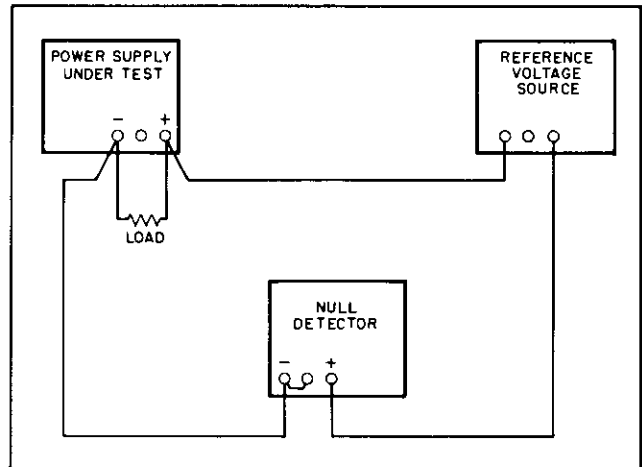 POWER SUPPLY
UNDER TEST
- +
REFERENCE
VOLTAGE
SOURCE
LOAD
NULL
DETECTOR
- +